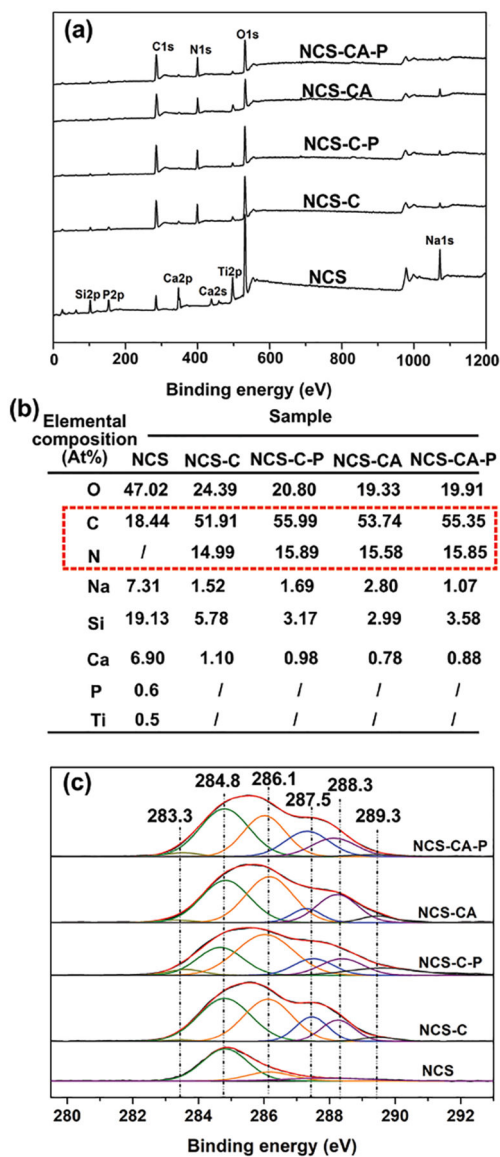 (a)
C1s N1s O1s
NCS-CA-P
NCS-CA
NCS-C-P
NCS-C
Si2p P2p Ca2p Ca2s Ti2p NCS Na1s
0 200 400 600 800 1000 1200
Binding energy (eV)
(b)
Elemental composition (At%) Sample
NCS NCS-C NCS-C-P NCS-CA NCS-CA-P
O 47.02 24.39 20.80 19.33 19.91
C 18.44 51.91 55.99 53.74 55.35
N / 14.99 15.89 15.58 15.85
Na 7.31 1.52 1.69 2.80 1.07
Si 19.13 5.78 3.17 2.99 3.58
Ca 6.90 1.10 0.98 0.78 0.88
P 0.6 / / / /
Ti 0.5 / / / /
(c)
283.3 284.8 286.1 287.5 288.3 289.3
NCS-CA-P
NCS-CA
NCS-C-P
NCS-C
NCS
280 282 284 286 288 290 292
Binding energy (eV)